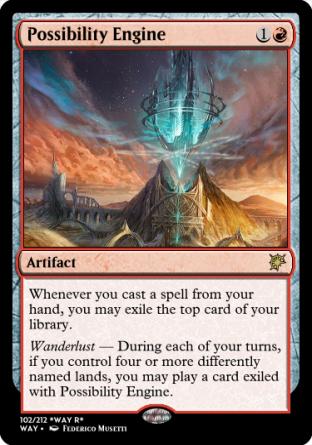 Possibility Engine 1
Artifact
Whenever you cast a spell from your
hand, you may exile the top card of your
library.
Wanderlust — During each of your turns,
if you control four or more differently
named lands, you may play a card exiled
with Possibility Engine.
102/212 *WAY R*
WAY • Federico Musetti